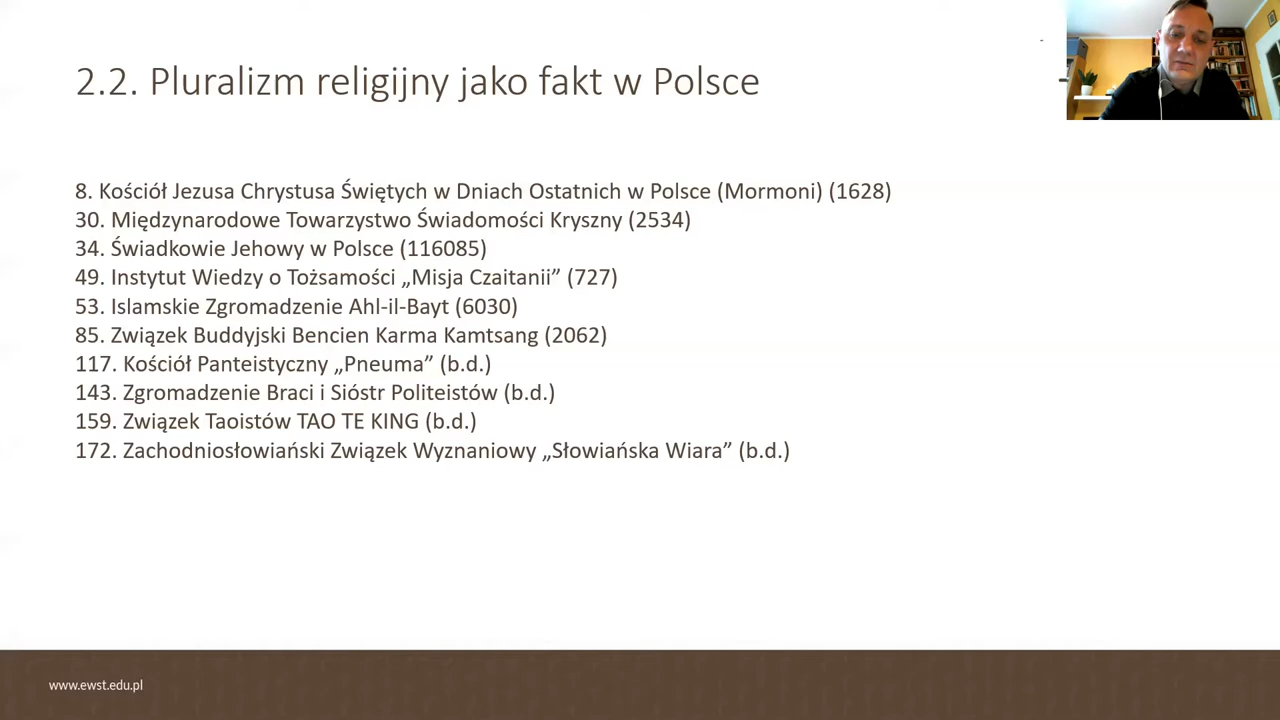 2.2. Pluralizm religijny jako fakt w Polsce
8. Kościół Jezusa Chrystusa Świętych w Dniach Ostatnich w Polsce (Mormoni) (1628)
30. Międzynarodowe Towarzystwo Świadomości Kryszny (2534)
34. Świadkowie Jehowy w Polsce (116085)
49. Instytut Wiedzy o Tożsamości „Misja Czaitanii” (727)
53. Islamskie Zgromadzenie Ahl-il-Bayt (6030)
85. Związek Buddyjski Bencien Karma Kamtsang (2062)
117. Kościół Panteistyczny „Pneuma” (b.d.)
143. Zgromadzenie Braci i Sióstr Politeistów (b.d.)
159. Związek Taoistów TAO TE KING (b.d.)
172. Zachodniosłowiański Związek Wyznaniowy „Słowiańska Wiara” (b.d.)
www.ewst.edu.pl